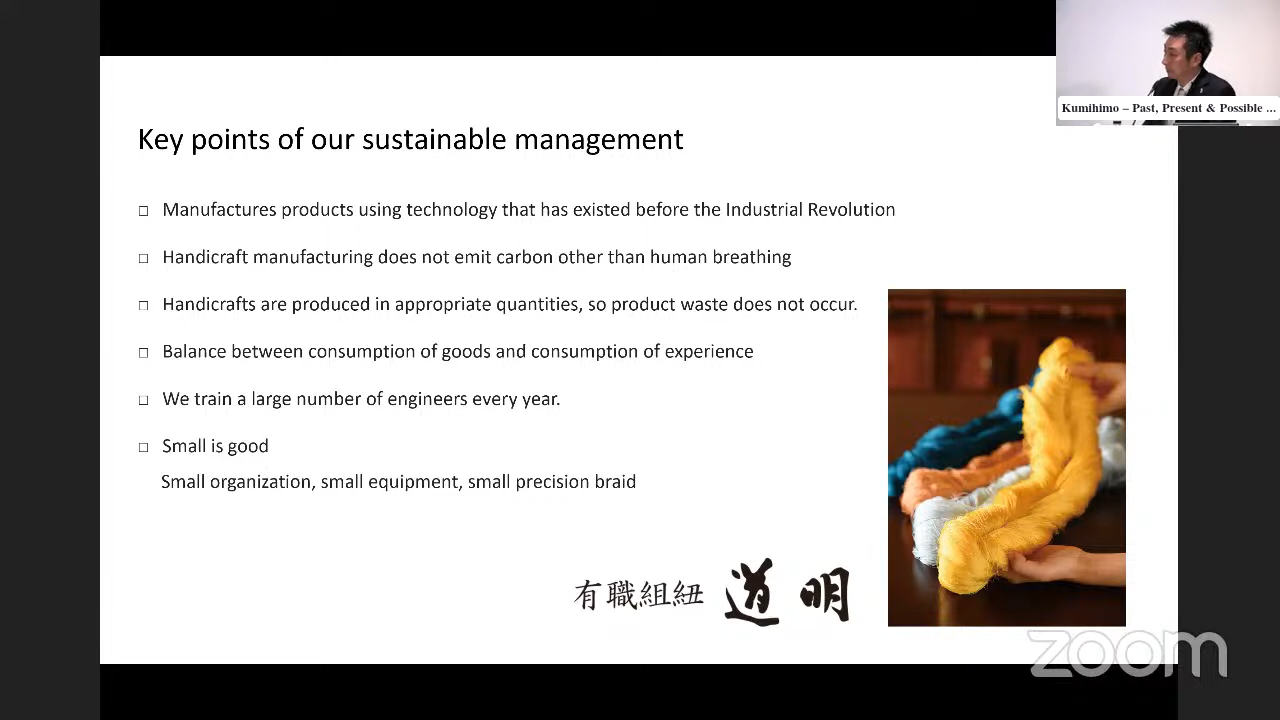 Kumihimo – Past, Present & Possible ...
Key points of our sustainable management
□ Manufactures products using technology that has existed before the Industrial Revolution
□ Handicraft manufacturing does not emit carbon other than human breathing
□ Handicrafts are produced in appropriate quantities, so product waste does not occur.
□ Balance between consumption of goods and consumption of experience
□ We train a large number of engineers every year.
□ Small is good
Small organization, small equipment, small precision braid
有職組紐 道明
zoom